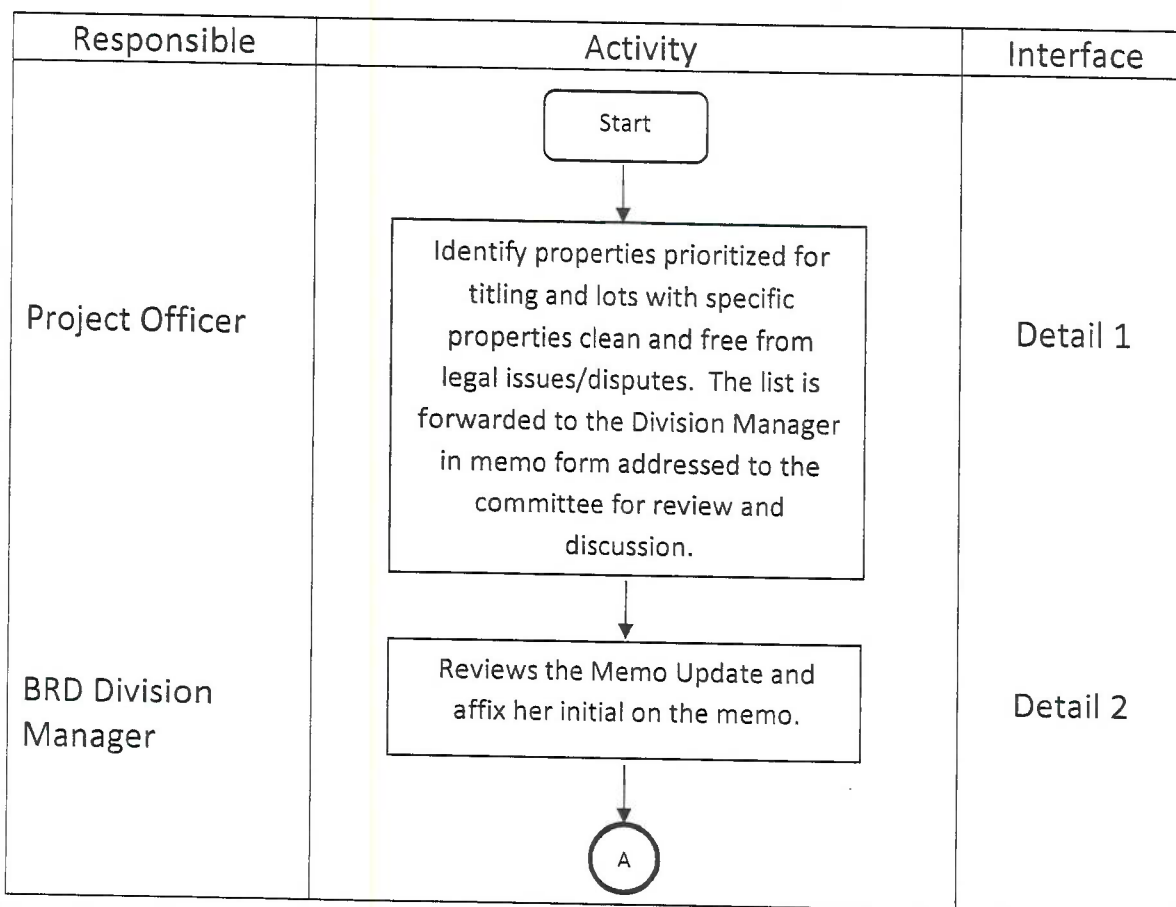 Responsible
Activity
Interface
Start
Project Officer
Identify properties prioritized for
titling and lots with specific
properties clean and free from
legal issues/disputes. The list is
forwarded to the Division Manager
in memo form addressed to the
committee for review and
discussion.
Detail 1
BRD Division
Manager
Reviews the Memo Update and
affix her initial on the memo.
Detail 2
A